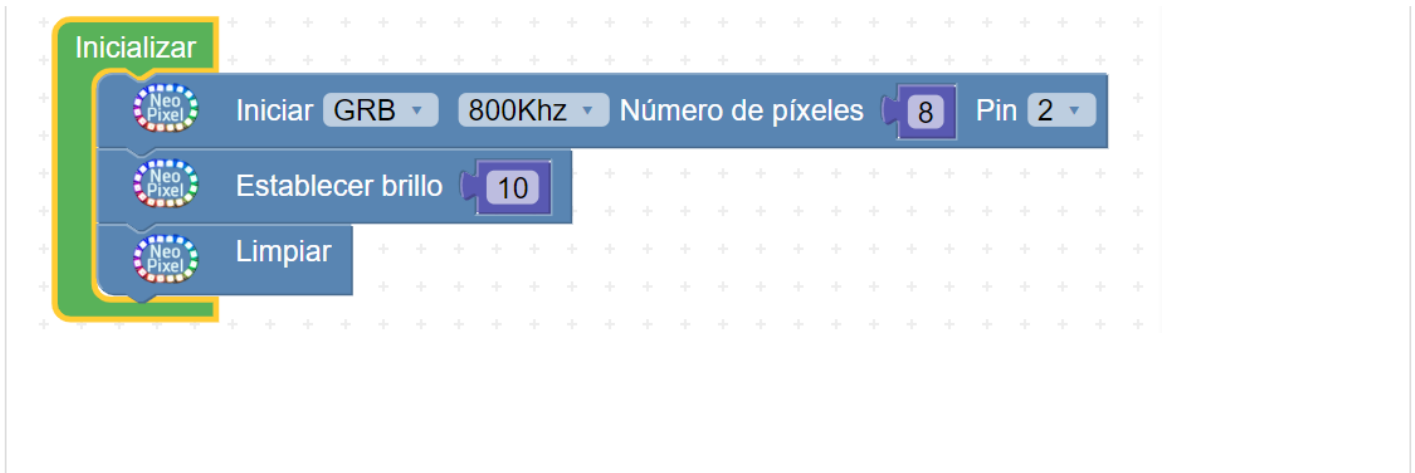 Inicializar
Neo Pixel Iniciar GRB 800Khz Número de píxeles 8 Pin 2
Neo Pixel Establecer brillo 10
Neo Pixel Limpiar